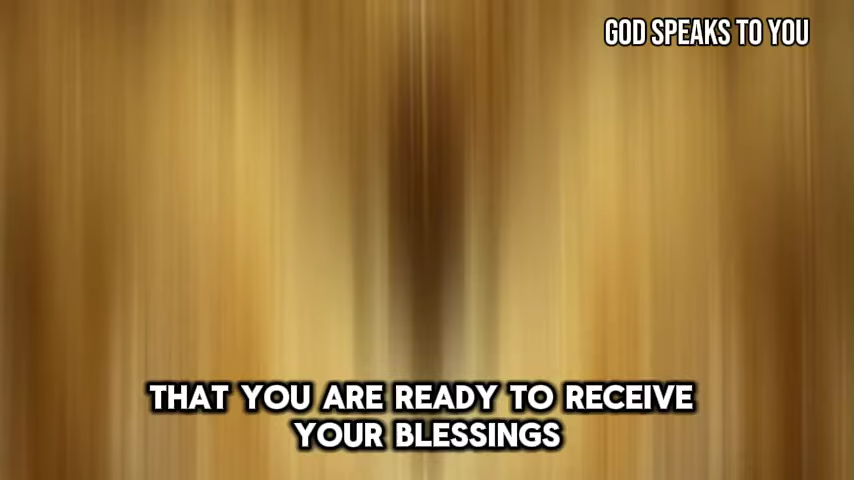 GOD SPEAKS TO YOU
THAT YOU ARE READY TO RECEIVE
YOUR BLESSINGS